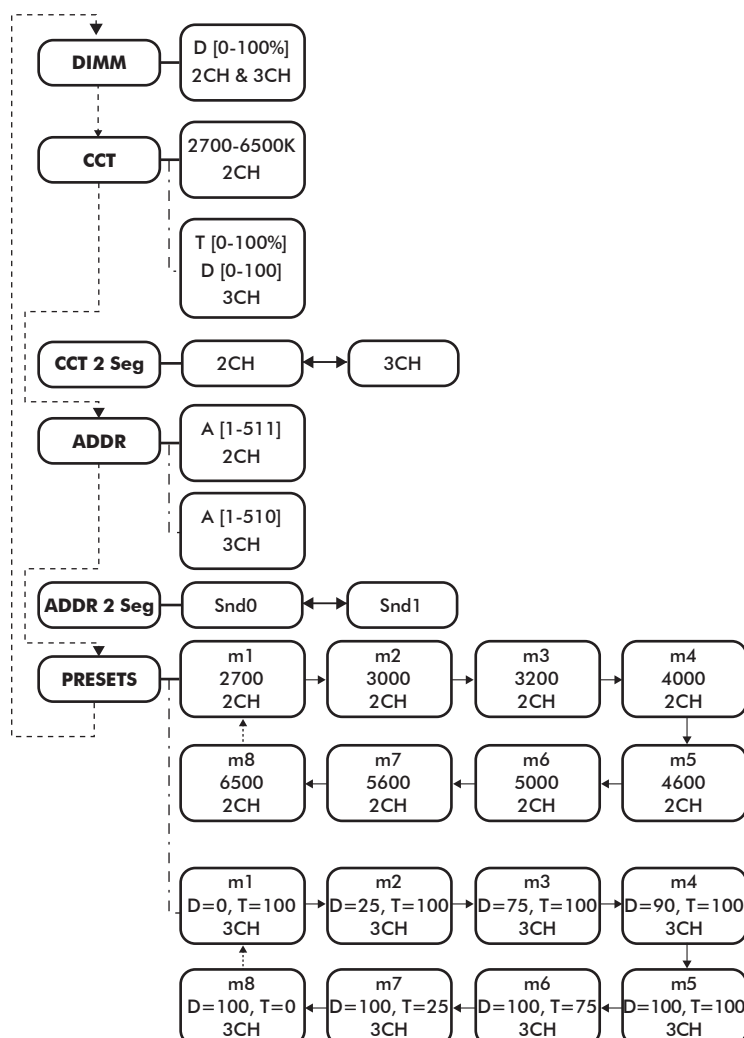 DIMM
D [0-100%]
2CH & 3CH
CCT
2700-6500K
2CH
T [0-100%]
D [0-100]
3CH
CCT 2 Seg
2CH
3CH
ADDR
A [1-511]
2CH
A [1-510]
3CH
ADDR 2 Seg
Snd0
Snd1
PRESETS
m1
2700
2CH
m2
3000
2CH
m3
3200
2CH
m4
4000
2CH
m8
6500
2CH
m7
5600
2CH
m6
5000
2CH
m5
4600
2CH
m1
D=0, T=100
3CH
m2
D=25, T=100
3CH
m3
D=75, T=100
3CH
m4
D=90, T=100
3CH
m8
D=100, T=0
3CH
m7
D=100, T=25
3CH
m6
D=100, T=75
3CH
m5
D=100, T=100
3CH